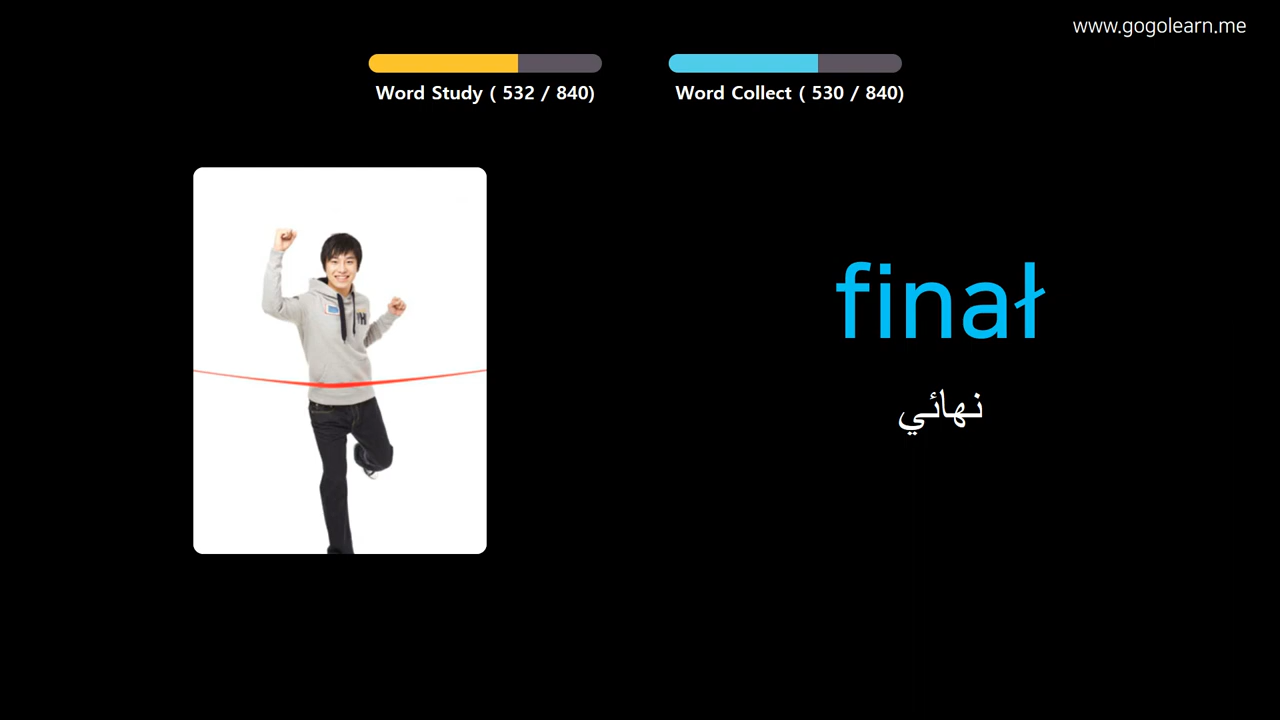 www.gogolearn.me
Word Study ( 532 / 840)
Word Collect ( 530 / 840)
finał
نهائي